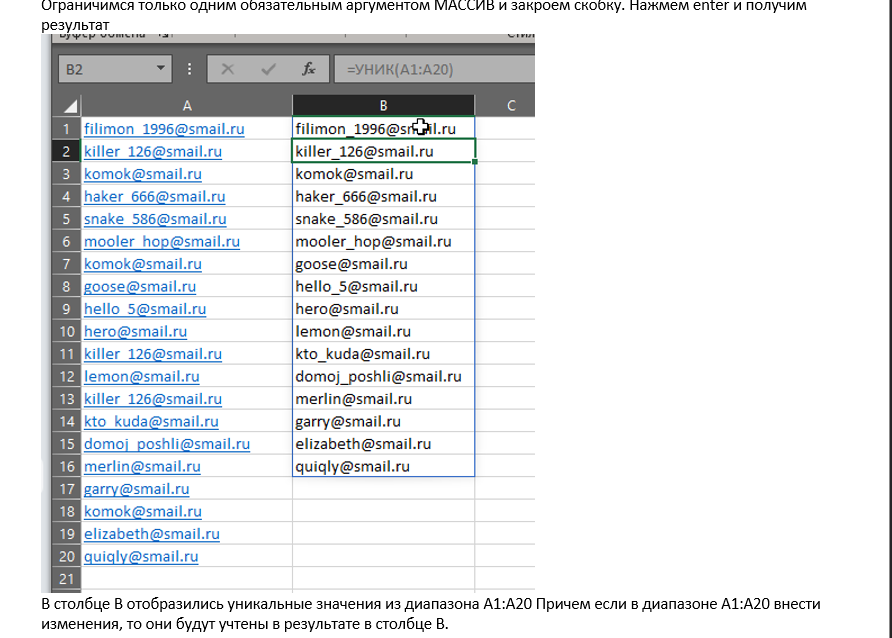 Ограничимся только одним обязательным аргументом МАССИВ и закроем скобку. Нажмем enter и получим
результат
B2 fx =УНИК(A1:A20)
A B C
1 filimon_1996@smail.ru filimon_1996@smail.ru
2 killer_126@smail.ru killer_126@smail.ru
3 komok@smail.ru komok@smail.ru
4 haker_666@smail.ru haker_666@smail.ru
5 snake_586@smail.ru snake_586@smail.ru
6 mooler_hop@smail.ru mooler_hop@smail.ru
7 komok@smail.ru goose@smail.ru
8 goose@smail.ru hello_5@smail.ru
9 hello_5@smail.ru hero@smail.ru
10 hero@smail.ru lemon@smail.ru
11 killer_126@smail.ru kto_kuda@smail.ru
12 lemon@smail.ru domoj_poshli@smail.ru
13 killer_126@smail.ru merlin@smail.ru
14 kto_kuda@smail.ru garry@smail.ru
15 domoj_poshli@smail.ru elizabeth@smail.ru
16 merlin@smail.ru quiqly@smail.ru
17 garry@smail.ru
18 komok@smail.ru
19 elizabeth@smail.ru
20 quiqly@smail.ru
21
В столбце В отобразились уникальные значения из диапазона А1:А20 Причем если в диапазоне А1:А20 внести
изменения, то они будут учтены в результате в столбце В.